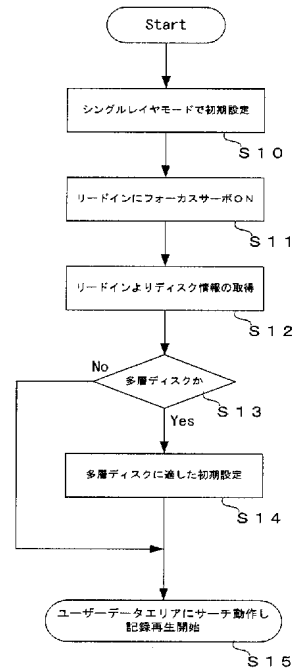 Start
シングルレイヤモードで初期設定
S10
リードインにフォーカスサーボON
S11
リードインよりディスク情報の取得
S12
No
多層ディスクか
S13
Yes
多層ディスクに適した初期設定
S14
ユーザーデータエリアにサーチ動作し
記録再生開始
S15